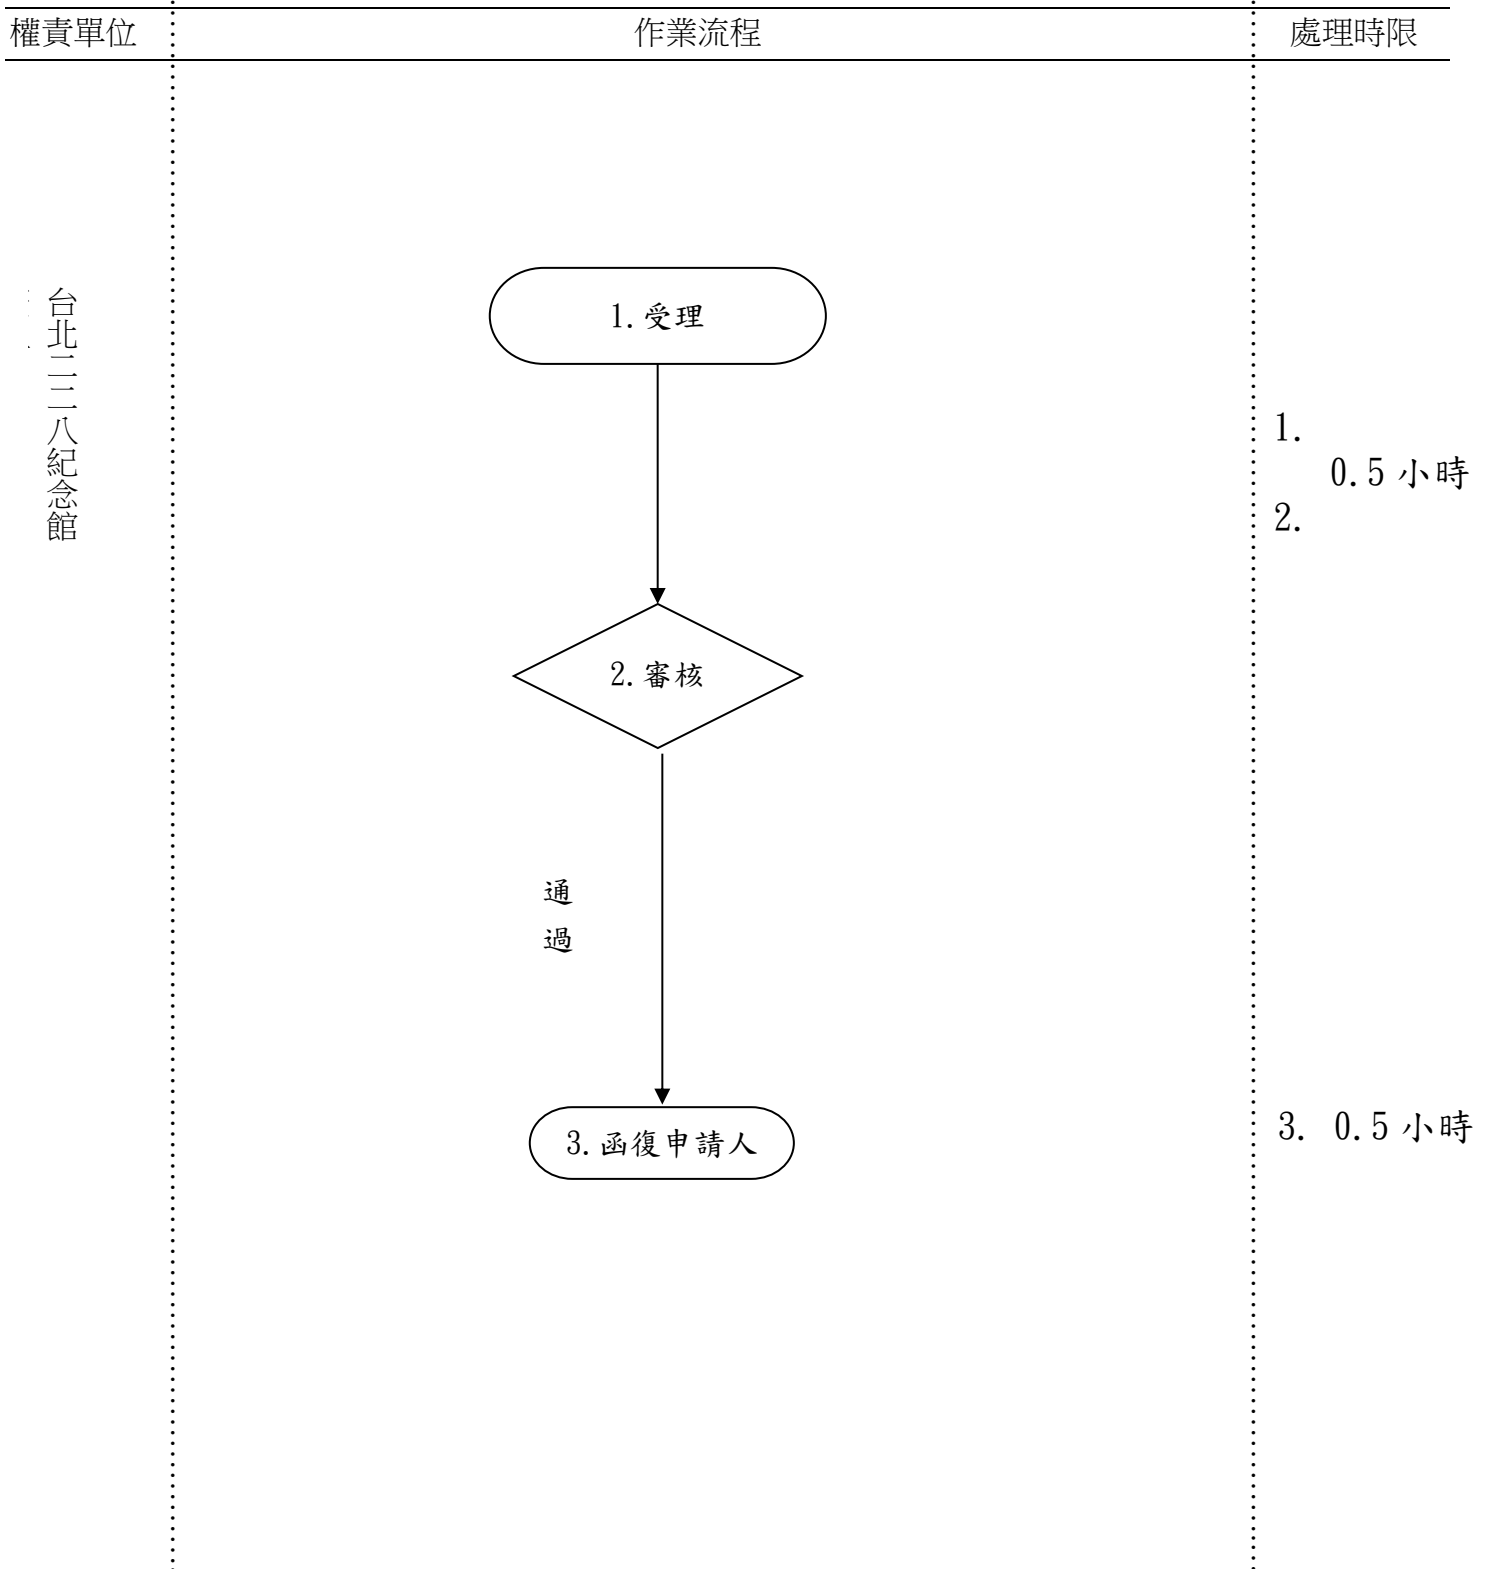 權責單位 作業流程 處理時限
台北二二八紀念館
1.受理
1.
0.5 小時
2.
2.審核
通
過
3.函復申請人
3. 0.5 小時